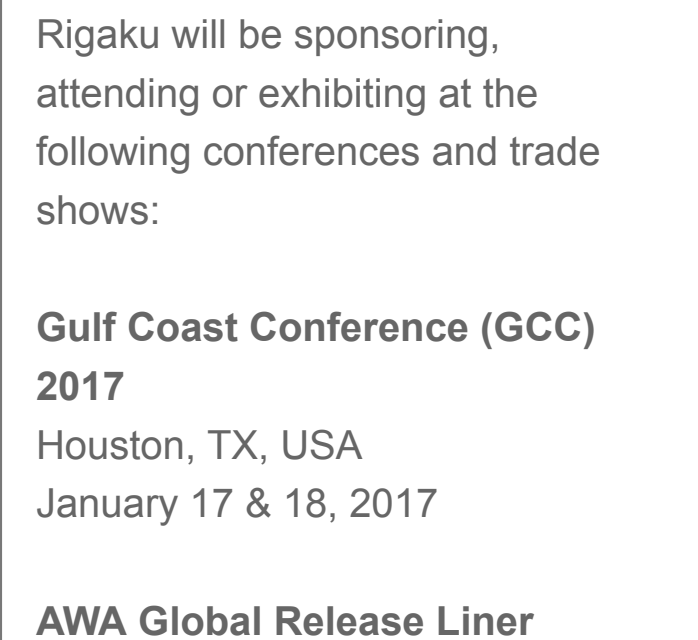 Rigaku will be sponsoring,
attending or exhibiting at the
following conferences and trade
shows:
Gulf Coast Conference (GCC)
2017
Houston, TX, USA
January 17 & 18, 2017
AWA Global Release Liner